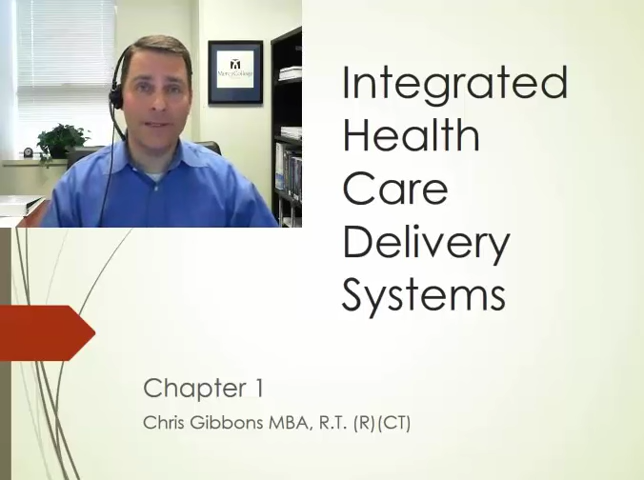 Integrated
Health
Care
Delivery
Systems
Chapter 1
Chris Gibbons MBA, R.T. (R)(CT)